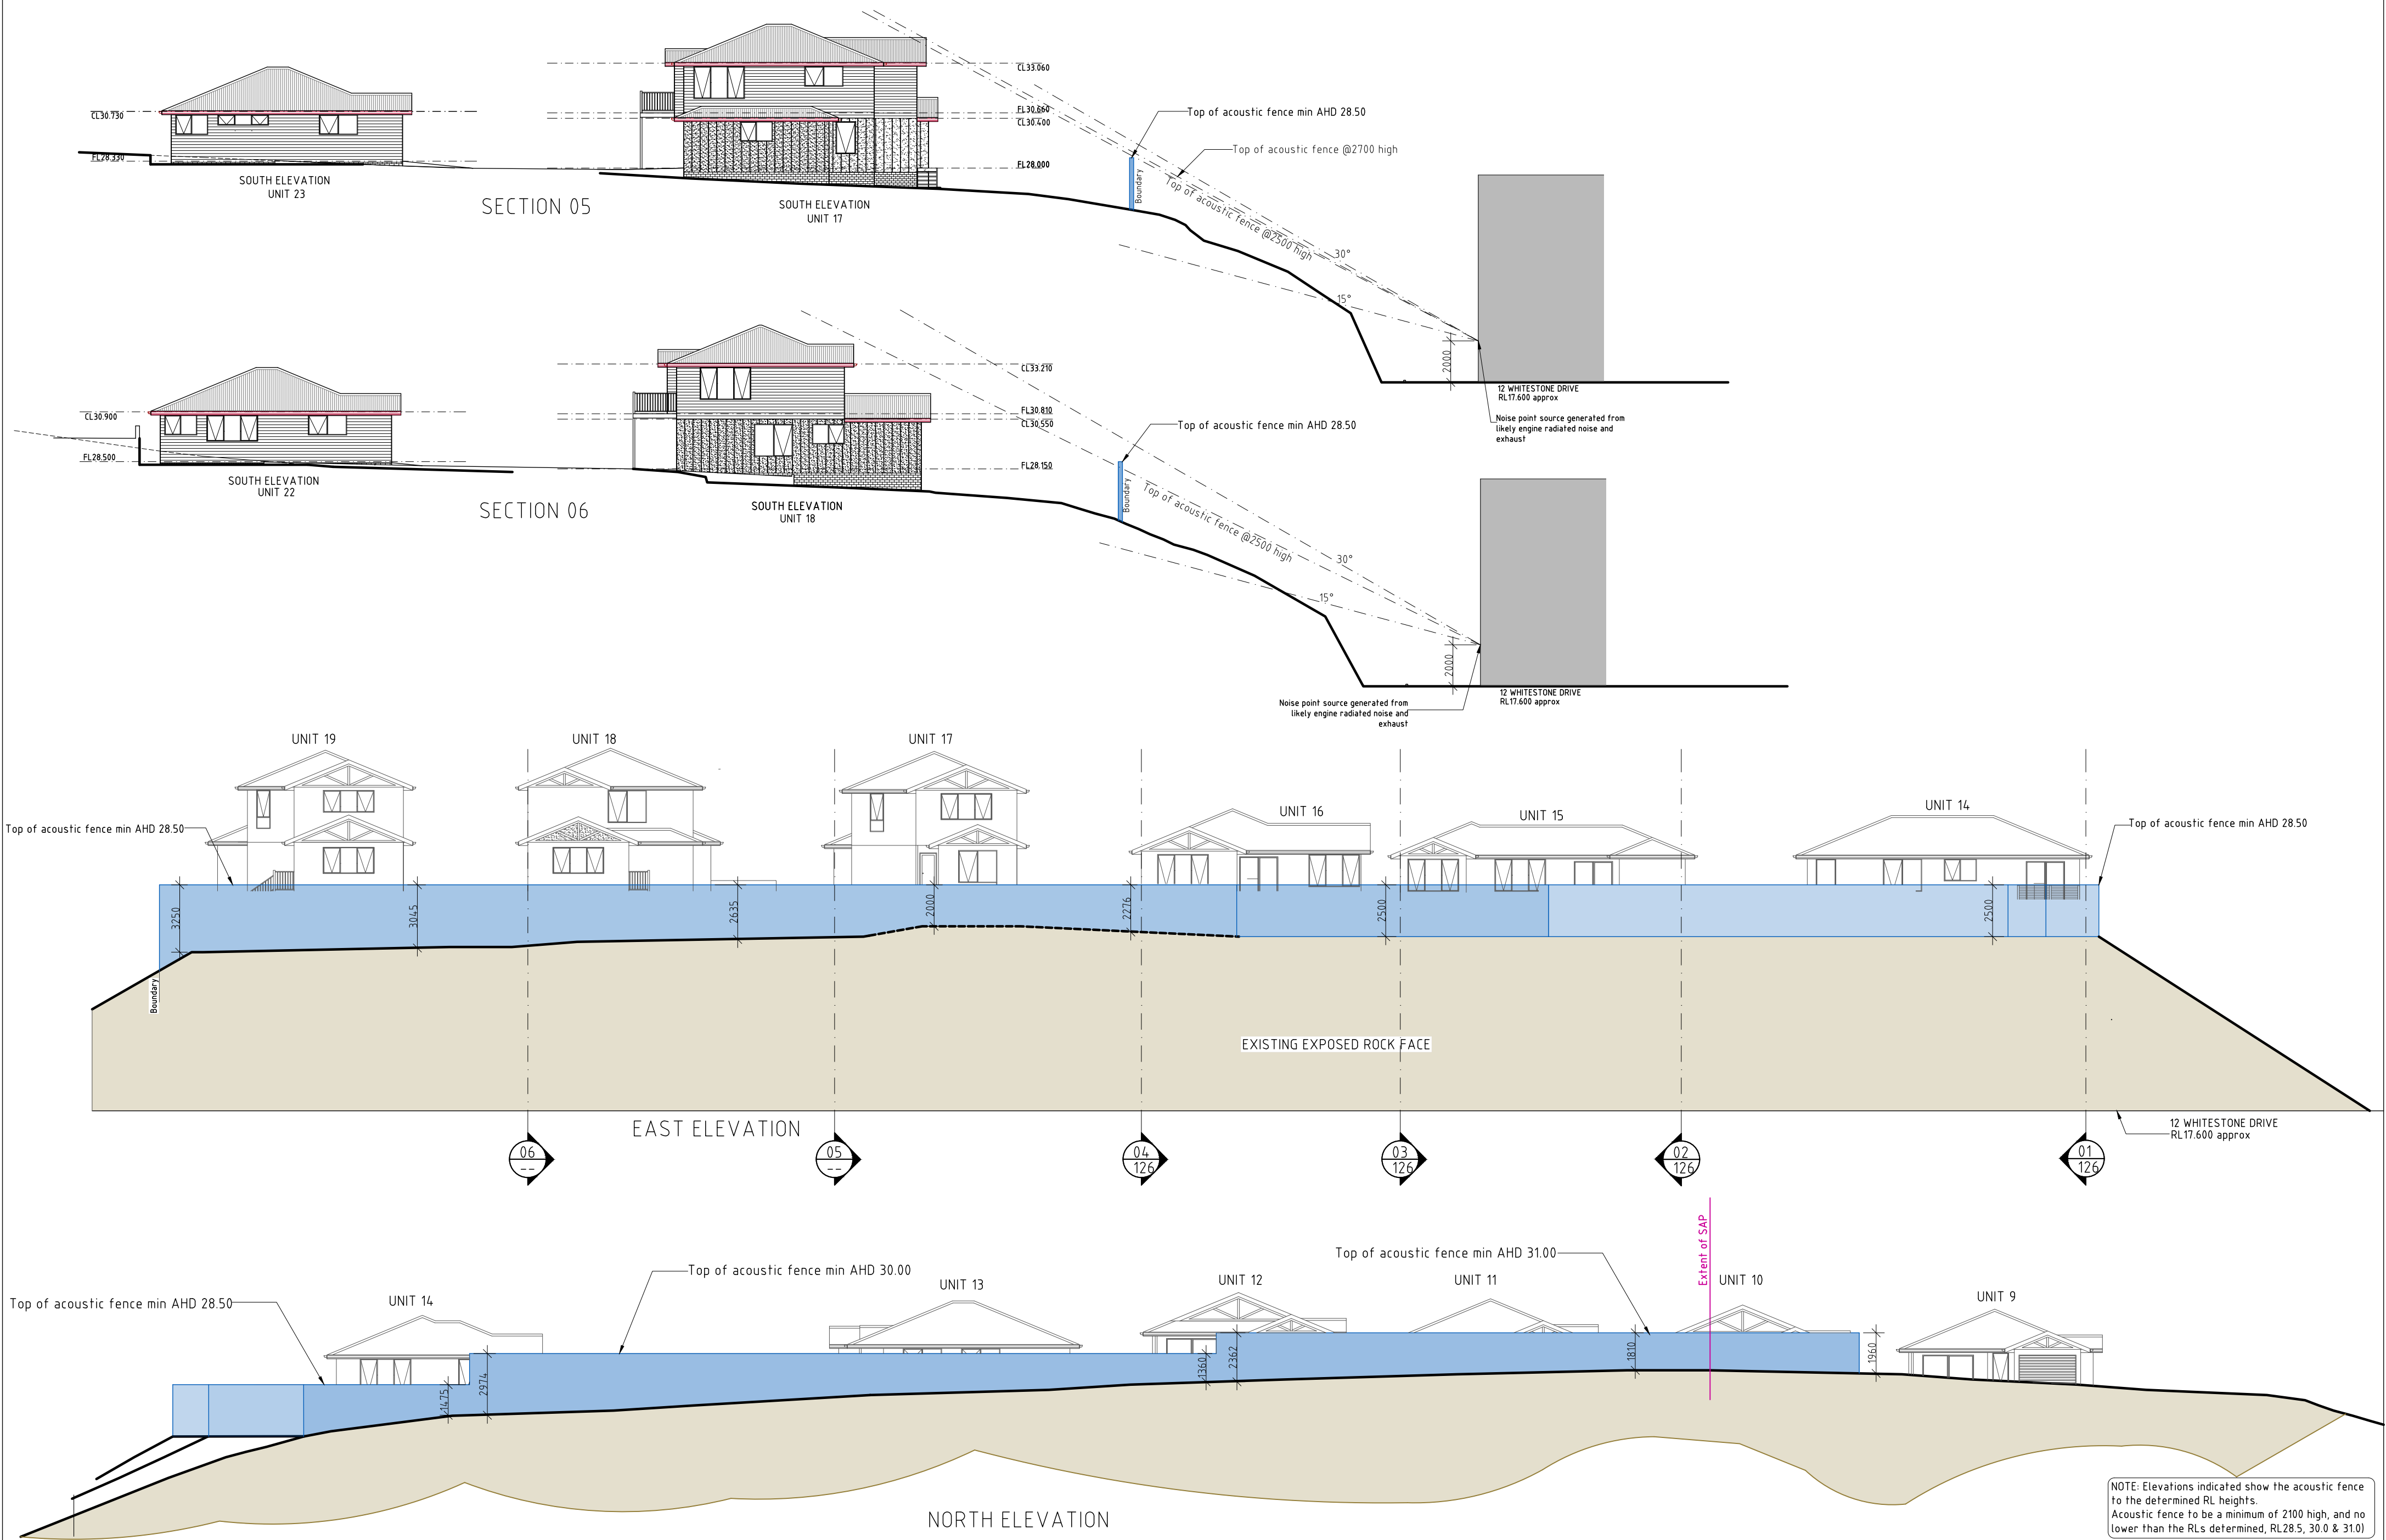 CL33.060
CL30.730
FL30.660
CL30.400
FL28.330
FL28.000
SOUTH ELEVATION
UNIT 23
SECTION 05
SOUTH ELEVATION
UNIT 17
Top of acoustic fence min AHD 28.50
Top of acoustic fence @2700 high
Boundary
Top of acoustic fence @2500 high
30°
15°
2000
12 WHITESTONE DRIVE
RL17.600 approx
Noise point source generated from
likely engine radiated noise and
exhaust
CL33.210
CL30.900
FL30.810
CL30.550
FL28.500
FL28.150
SOUTH ELEVATION
UNIT 22
SECTION 06
SOUTH ELEVATION
UNIT 18
Top of acoustic fence min AHD 28.50
Boundary
Top of acoustic fence @2500 high
30°
15°
2000
12 WHITESTONE DRIVE
RL17.600 approx
Noise point source generated from
likely engine radiated noise and
exhaust
UNIT 19
UNIT 18
UNIT 17
UNIT 16
UNIT 15
UNIT 14
Top of acoustic fence min AHD 28.50
Top of acoustic fence min AHD 28.50
3250
3045
2635
2000
2276
2500
2500
Boundary
EXISTING EXPOSED ROCK FACE
EAST ELEVATION
12 WHITESTONE DRIVE
RL17.600 approx
06
--
05
--
04
126
03
126
02
126
01
126
Extent of SAP
Top of acoustic fence min AHD 28.50
Top of acoustic fence min AHD 30.00
Top of acoustic fence min AHD 31.00
UNIT 14
UNIT 13
UNIT 12
UNIT 11
UNIT 10
UNIT 9
1475
2974
1360
2362
1810
1960
NORTH ELEVATION
NOTE: Elevations indicated show the acoustic fence
to the determined RL heights.
Acoustic fence to be a minimum of 2100 high, and no
lower than the RLs determined, RL28.5, 30.0 & 31.0)